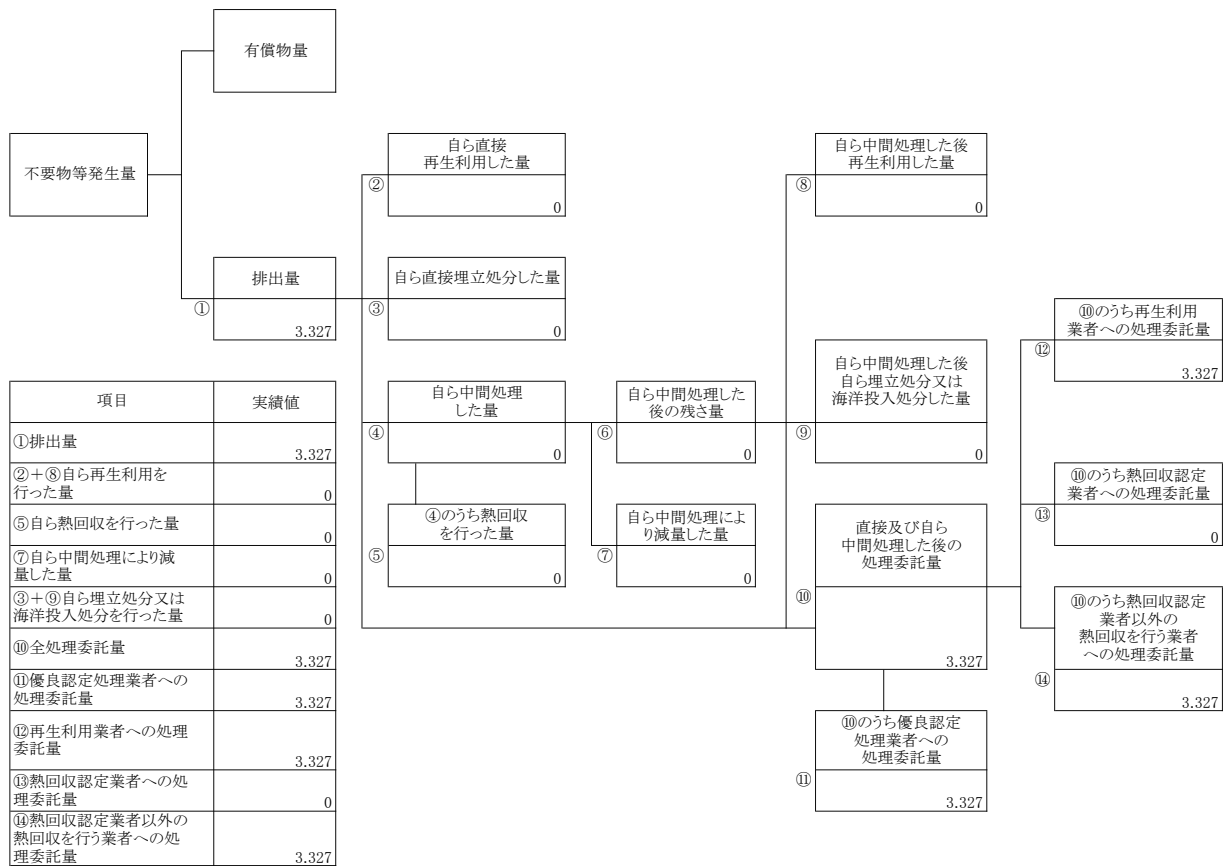 有償物量
不要物等発生量
自ら直接
再生利用した量
②
0
自ら中間処理した後
再生利用した量
⑧
0
排出量
①
3.327
自ら直接埋立処分した量
③
0
⑩のうち再生利用
業者への処理委託量
⑫
3.327
自ら中間処理
した量
④
0
自ら中間処理した
後の残さ量
⑥
0
自ら中間処理した後
自ら埋立処分又は
海洋投入処分した量
⑨
0
④のうち熱回収
を行った量
⑤
0
自ら中間処理によ
り減量した量
⑦
0
直接及び自ら
中間処理した後の
処理委託量
⑩
3.327
⑩のうち熱回収認定
業者への処理委託量
⑬
0
⑩のうち熱回収認定
業者以外の
熱回収を行う業者
への処理委託量
⑭
3.327
⑩のうち優良認定
処理業者への
処理委託量
⑪
3.327
項目 実績値
①排出量 3.327
②+⑧自ら再生利用を
行った量 0
⑤自ら熱回収を行った量 0
⑦自ら中間処理により減
量した量 0
③+⑨自ら埋立処分又は
海洋投入処分を行った量 0
⑩全処理委託量 3.327
⑪優良認定処理業者への
処理委託量 3.327
⑫再生利用業者への処理
委託量 3.327
⑬熱回収認定業者への処
理委託量 0
⑭熱回収認定業者以外の
熱回収を行う業者への処
理委託量 3.327